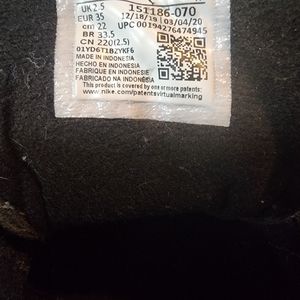 UK 2.5 151186-070
EUR 35 12/18/19 03/04/20
cm 22 UPC 00194276474945
BR 33.5
CN 220(2.5)
01YD6T1B2YKF6
MADE IN INDONESIA
HECHO EN INDONESIA
FABRIQUE EN INDONESIE
FABRICADO NA INDONÉSIA
This product is covered by one or more patents:
www.nike.com/patentsvirtualmarking